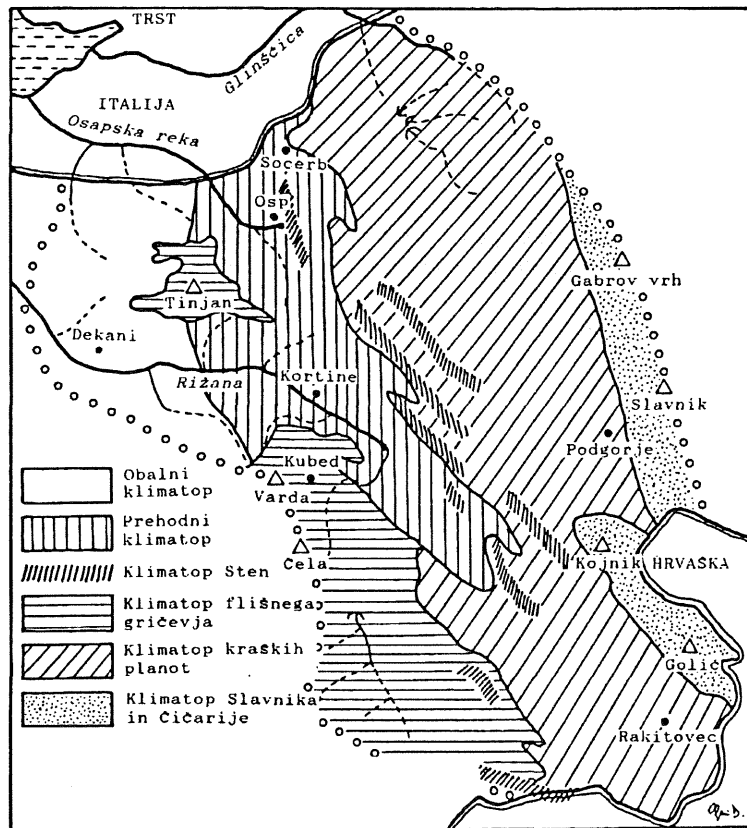 TRST
Glinščica
ITALIJA
Osapska reka
Socerb
Osp
Gabrov vrh
Tinjan
Dekani
Rižana
Kortine
Slavnik
Podgorje
Kubed
Varda
Čela
Kojnik
HRVAŠKA
Golič
Rakitovec
Obalni
klimatop
Prehodni
klimatop
Klimatop Sten
Klimatop flišnega
gričevja
Klimatop kraških
planot
Klimatop Slavnika
in Čičarije